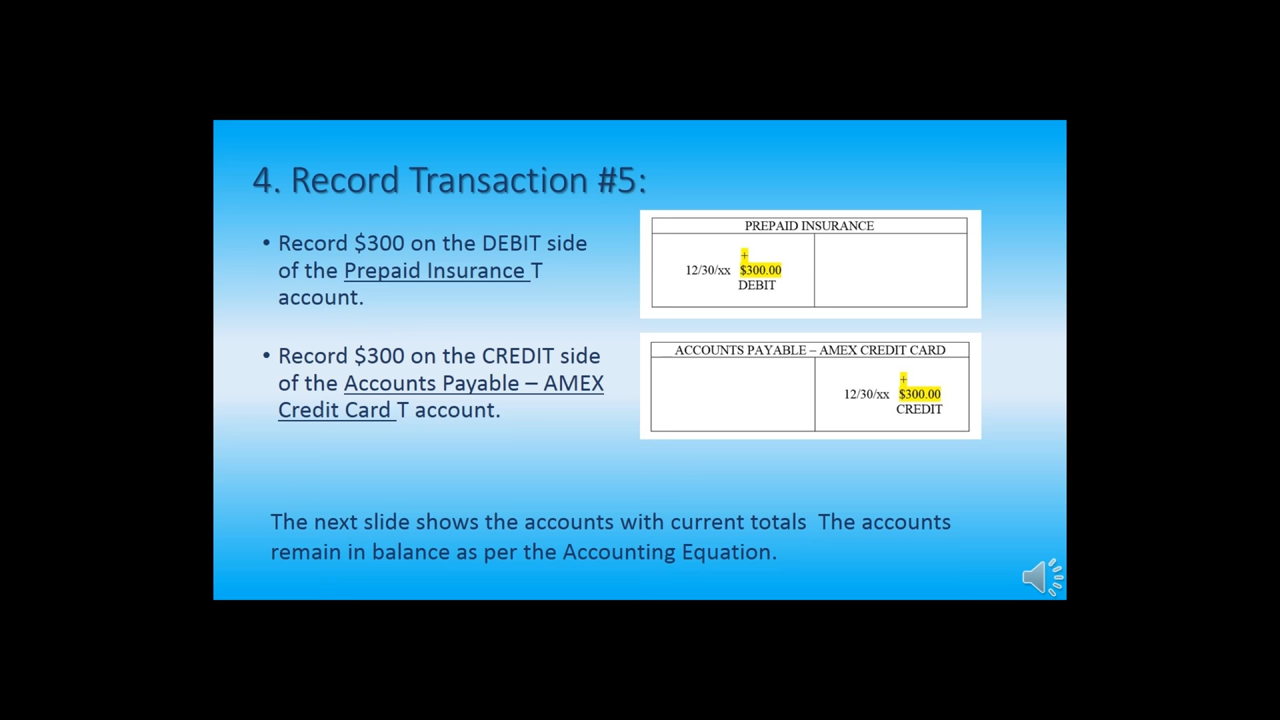 4. Record Transaction #5:
• Record $300 on the DEBIT side
of the Prepaid Insurance T
account.
• Record $300 on the CREDIT side
of the Accounts Payable – AMEX
Credit Card T account.
PREPAID INSURANCE
+
12/30/xx $300.00
DEBIT
ACCOUNTS PAYABLE – AMEX CREDIT CARD
+
12/30/xx $300.00
CREDIT
The next slide shows the accounts with current totals  The accounts
remain in balance as per the Accounting Equation.